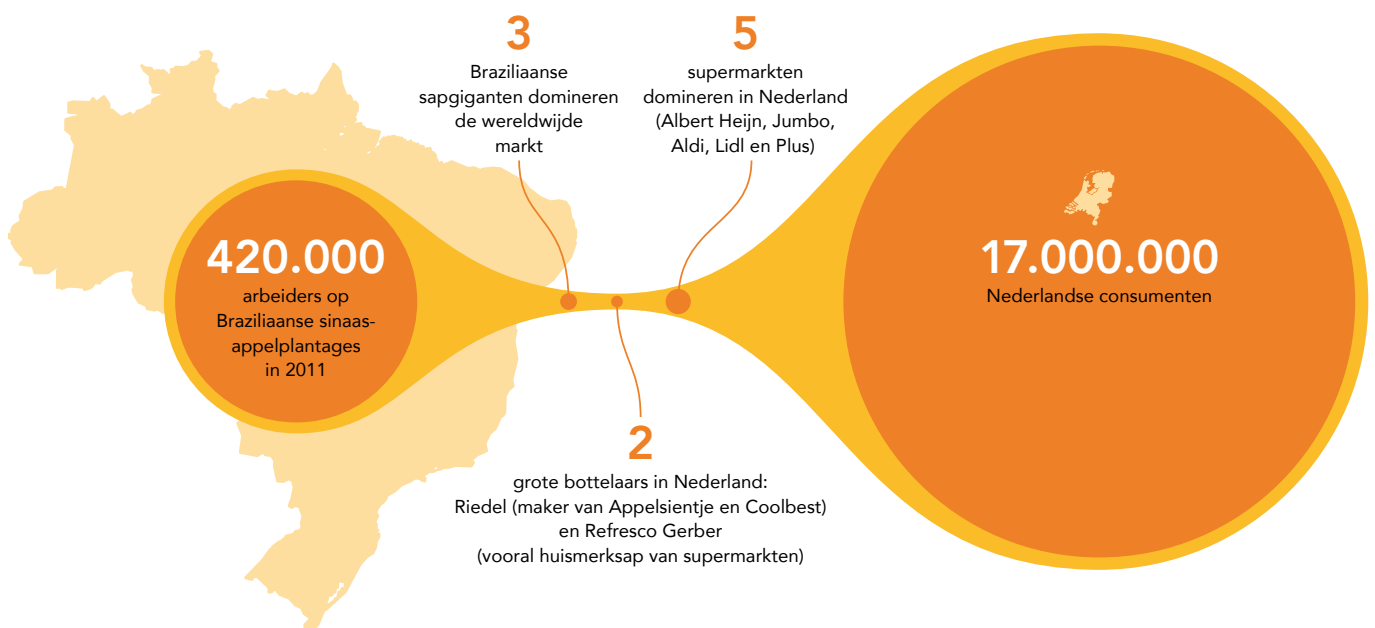 3
Braziliaanse
sapgiganten domineren
de wereldwijde
markt
5
supermarkten
domineren in Nederland
(Albert Heijn, Jumbo,
Aldi, Lidl en Plus)
420.000
arbeiders op
Braziliaanse sinaas-
appelplantages
in 2011
17.000.000
Nederlandse consumenten
2
grote bottelaars in Nederland:
Riedel (maker van Appelsientje en Coolbest)
en Refresco Gerber
(vooral huismerksap van supermarkten)